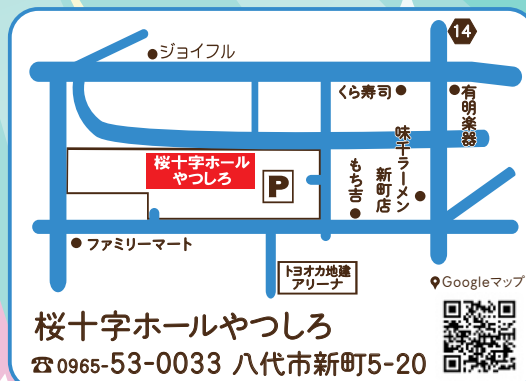 14
ジョイフル
くら寿司
有明楽器
味千ラーメン
新町店
もち吉
桜十字ホール
やつしろ
P
ファミリーマート
トヨオカ地建
アリーナ
Googleマップ
桜十字ホールやつしろ
☎0965-53-0033 八代市新町5-20